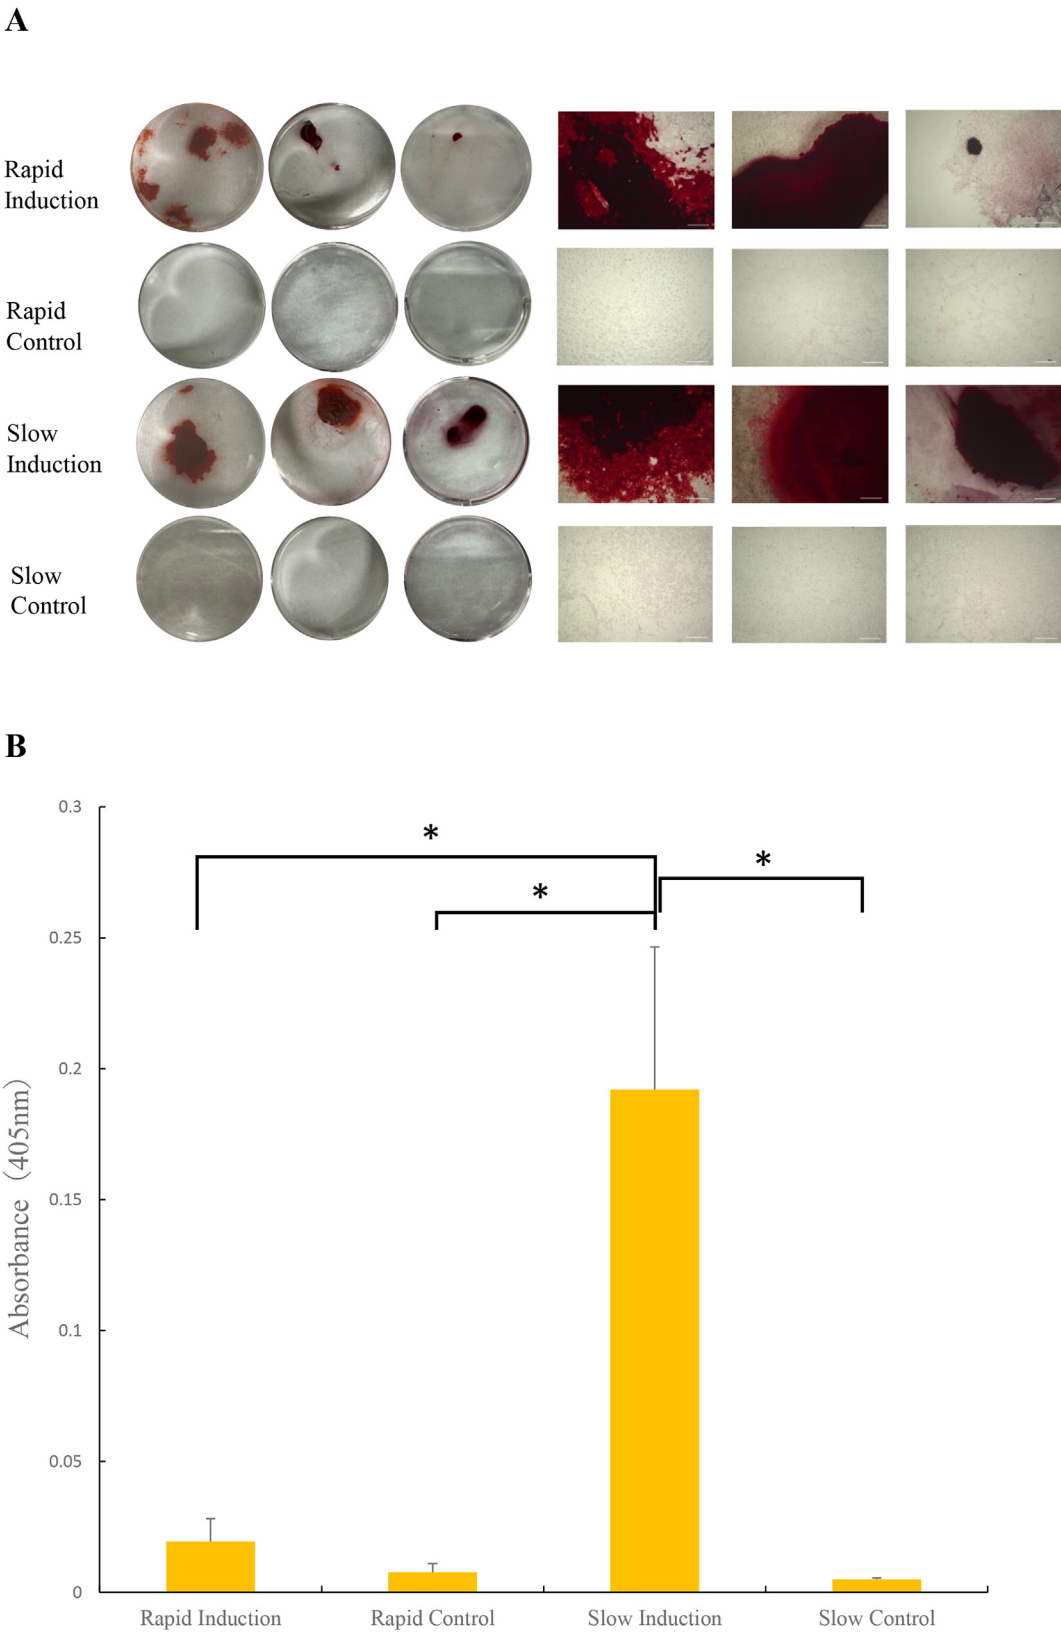 A
Rapid
Induction
Rapid
Control
Slow
Induction
Slow
Control
B
0.3
0.25
0.2
0.15
0.1
0.05
0
Absorbance（405nm）
*
*
*
Rapid Induction
Rapid Control
Slow Induction
Slow Control